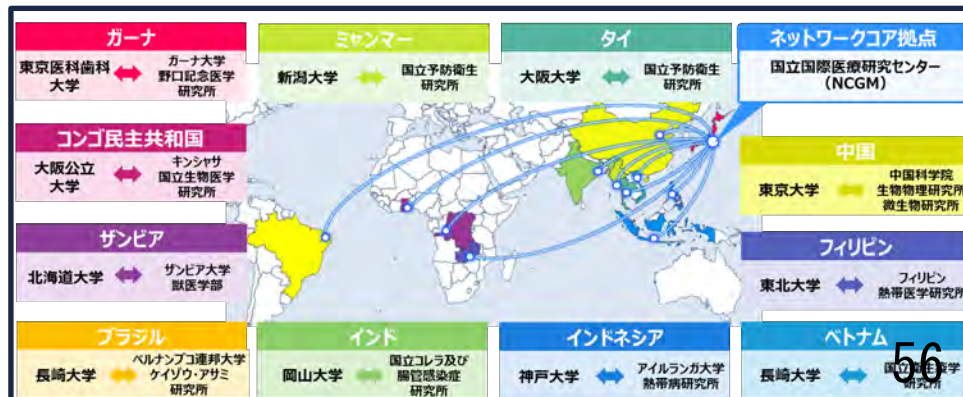 ガーナ
東京医科歯科
大学
ガーナ大学
野口記念医学
研究所
ミャンマー
新潟大学
国立予防衛生
研究所
タイ
大阪大学
国立予防衛生
研究所
ネットワークコア拠点
国立国際医療研究センター
(NCGM)
コンゴ民主共和国
大阪公立
大学
キンシャサ
国立生物医学
研究所
中国
東京大学
中国科学院
生物物理研究所
微生物研究所
ザンビア
北海道大学
ザンビア大学
獣医学部
フィリピン
東北大学
フィリピン
熱帯医学研究所
ブラジル
長崎大学
ペルナンブコ連邦大学
ケイゾウ・アサミ
研究所
インド
岡山大学
国立コレラ及び
腸管感染症
研究所
インドネシア
神戸大学
アイルランガ大学
熱帯病研究所
ベトナム
長崎大学
国立衛生疫学
研究所
56